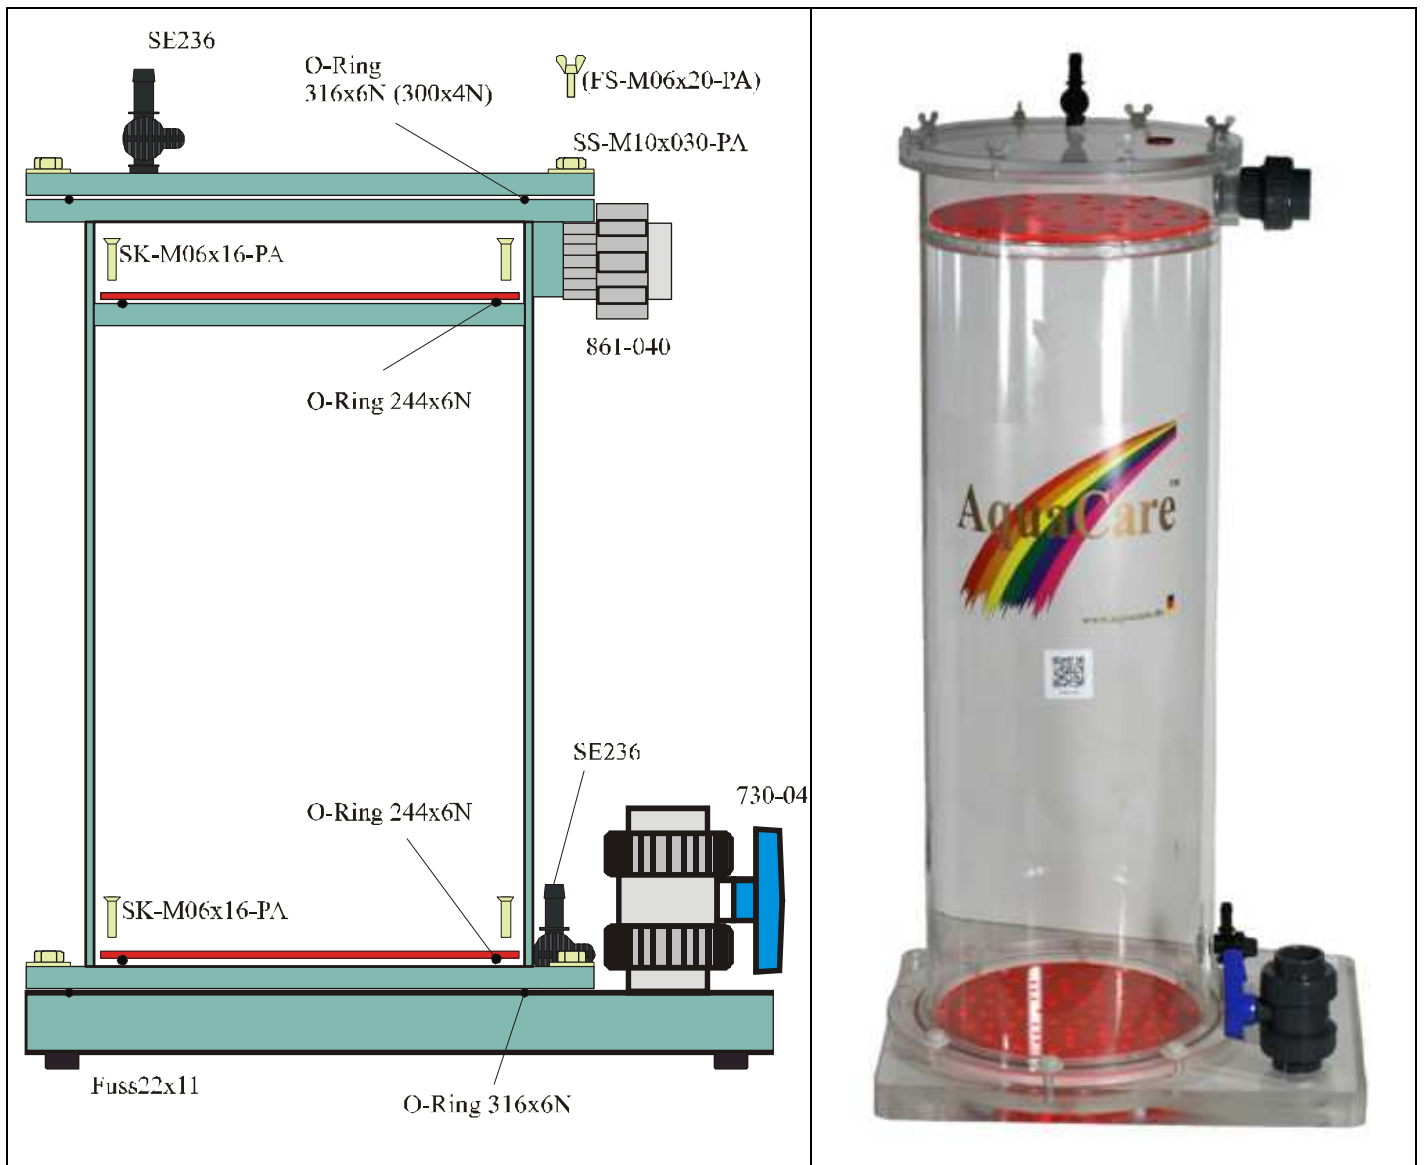 SE236
O-Ring
316x6N (300x4N)
(FS-M06x20-PA)
SS-M10x030-PA
SK-M06x16-PA
861-040
O-Ring 244x6N
SE236
730-04
O-Ring 244x6N
SK-M06x16-PA
Fuss22x11
O-Ring 316x6N
AquaCare
TM